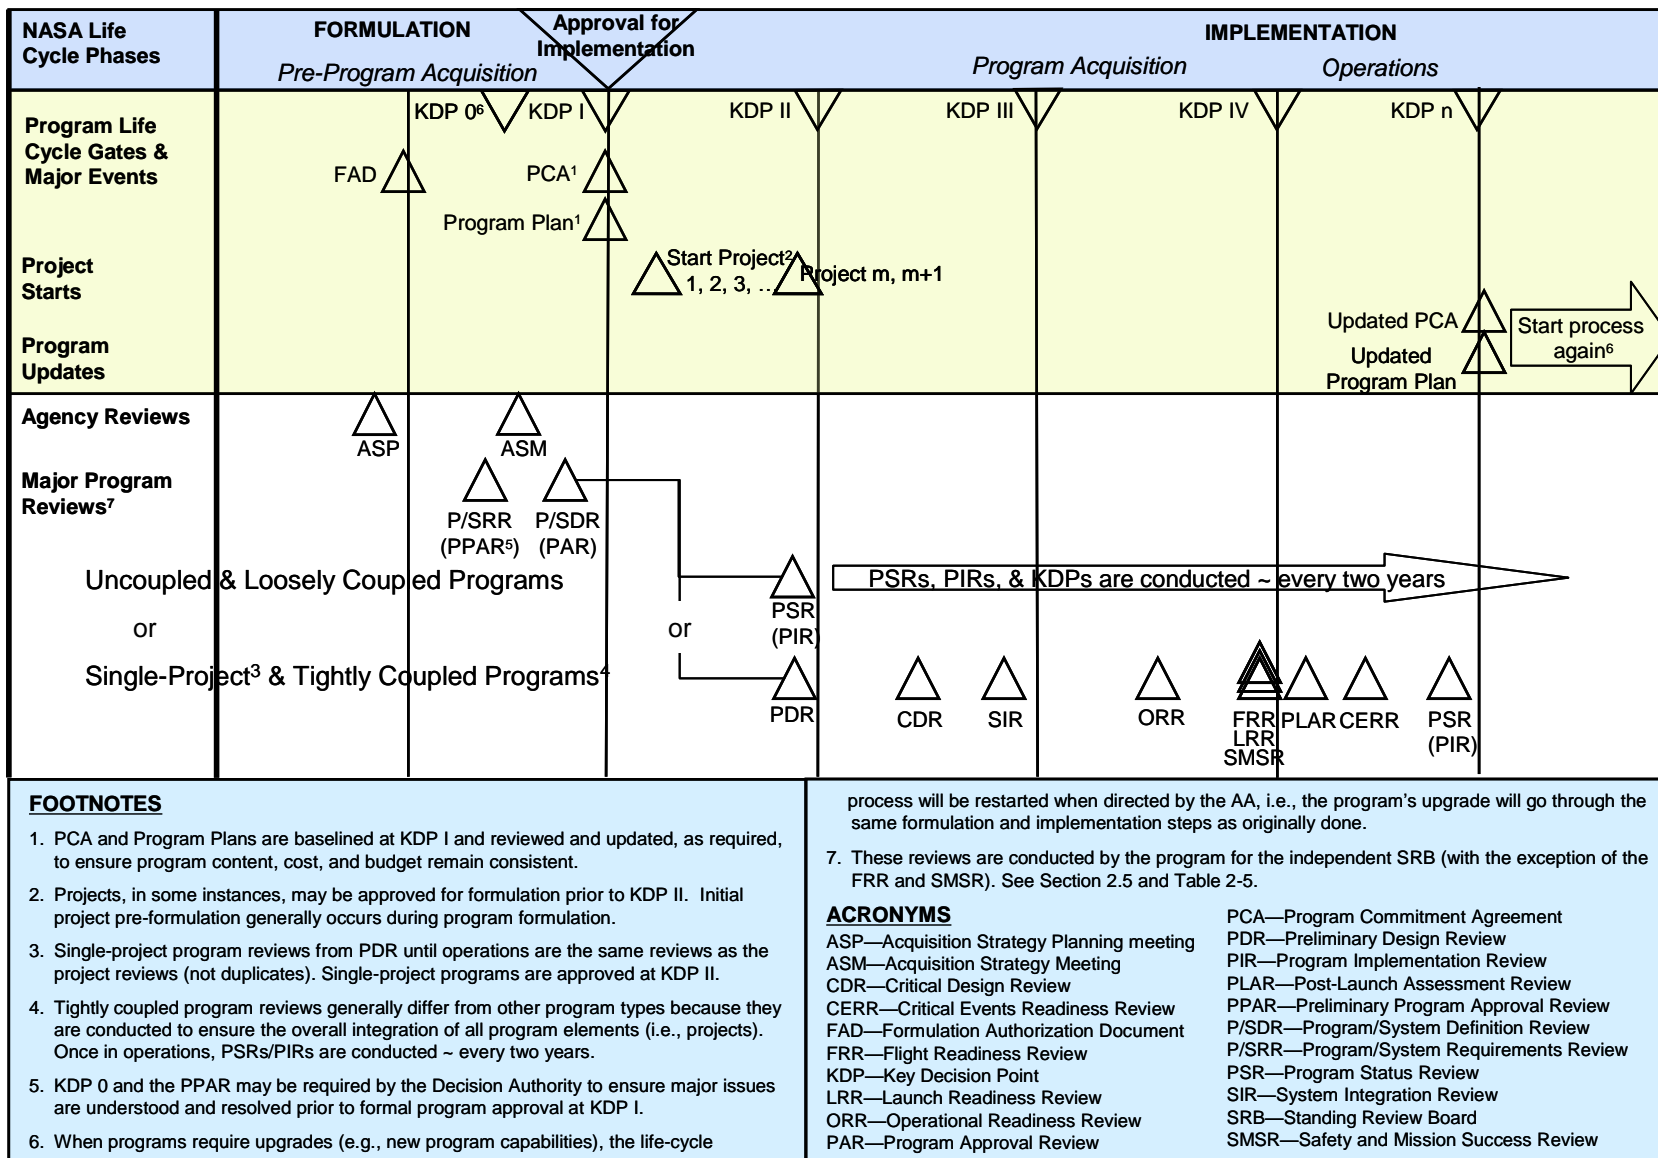 NASA Life
Cycle Phases
FORMULATION
Pre-Program Acquisition
Approval for
Implementation
IMPLEMENTATION
Program Acquisition
Operations
Program Life
Cycle Gates &
Major Events
KDP 0⁶
KDP I
KDP II
KDP III
KDP IV
KDP n
FAD
PCA¹
Program Plan¹
Project
Starts
Start Project²
1, 2, 3, …
Project m, m+1
Program
Updates
Updated PCA
Updated
Program Plan
Start process
again⁶
Agency Reviews
ASP
ASM
Major Program
Reviews⁷
P/SRR
(PPAR⁵)
P/SDR
(PAR)
Uncoupled & Loosely Coupled Programs
or
Single-Project³ & Tightly Coupled Programs⁴
or
PSR
(PIR)
PSRs, PIRs, & KDPs are conducted ~ every two years
PDR
CDR
SIR
ORR
FRR
LRR
SMSR
PLAR
CERR
PSR
(PIR)
FOOTNOTES
1. PCA and Program Plans are baselined at KDP I and reviewed and updated, as required,
to ensure program content, cost, and budget remain consistent.
2. Projects, in some instances, may be approved for formulation prior to KDP II. Initial
project pre-formulation generally occurs during program formulation.
3. Single-project program reviews from PDR until operations are the same reviews as the
project reviews (not duplicates). Single-project programs are approved at KDP II.
4. Tightly coupled program reviews generally differ from other program types because they
are conducted to ensure the overall integration of all program elements (i.e., projects).
Once in operations, PSRs/PIRs are conducted ~ every two years.
5. KDP 0 and the PPAR may be required by the Decision Authority to ensure major issues
are understood and resolved prior to formal program approval at KDP I.
6. When programs require upgrades (e.g., new program capabilities), the life-cycle
process will be restarted when directed by the AA, i.e., the program's upgrade will go through the
same formulation and implementation steps as originally done.
7. These reviews are conducted by the program for the independent SRB (with the exception of the
FRR and SMSR). See Section 2.5 and Table 2-5.
ACRONYMS
ASP—Acquisition Strategy Planning meeting
ASM—Acquisition Strategy Meeting
CDR—Critical Design Review
CERR—Critical Events Readiness Review
FAD—Formulation Authorization Document
FRR—Flight Readiness Review
KDP—Key Decision Point
LRR—Launch Readiness Review
ORR—Operational Readiness Review
PAR—Program Approval Review
PCA—Program Commitment Agreement
PDR—Preliminary Design Review
PIR—Program Implementation Review
PLAR—Post-Launch Assessment Review
PPAR—Preliminary Program Approval Review
P/SDR—Program/System Definition Review
P/SRR—Program/System Requirements Review
PSR—Program Status Review
SIR—System Integration Review
SRB—Standing Review Board
SMSR—Safety and Mission Success Review